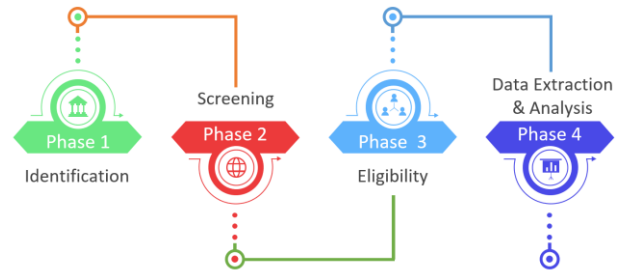 Phase 1
Identification
Screening
Phase 2
Phase 3
Eligibility
Data Extraction
& Analysis
Phase 4